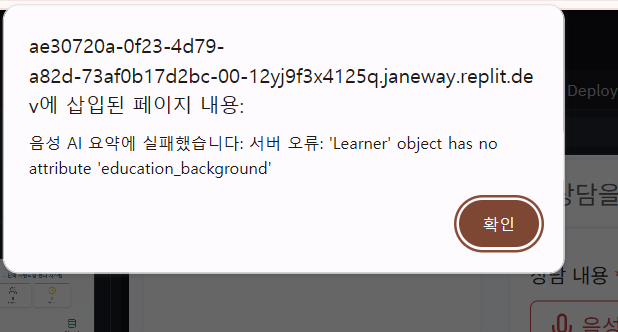 ae30720a-0f23-4d79-
a82d-73af0b17d2bc-00-12yj9f3x4125q.janeway.replit.de
v에 삽입된 페이지 내용:
Deploy
음성 AI 요약에 실패했습니다: 서버 오류: 'Learner' object has no
attribute 'education_background'
상담을
확인
상담 내용 *
음성